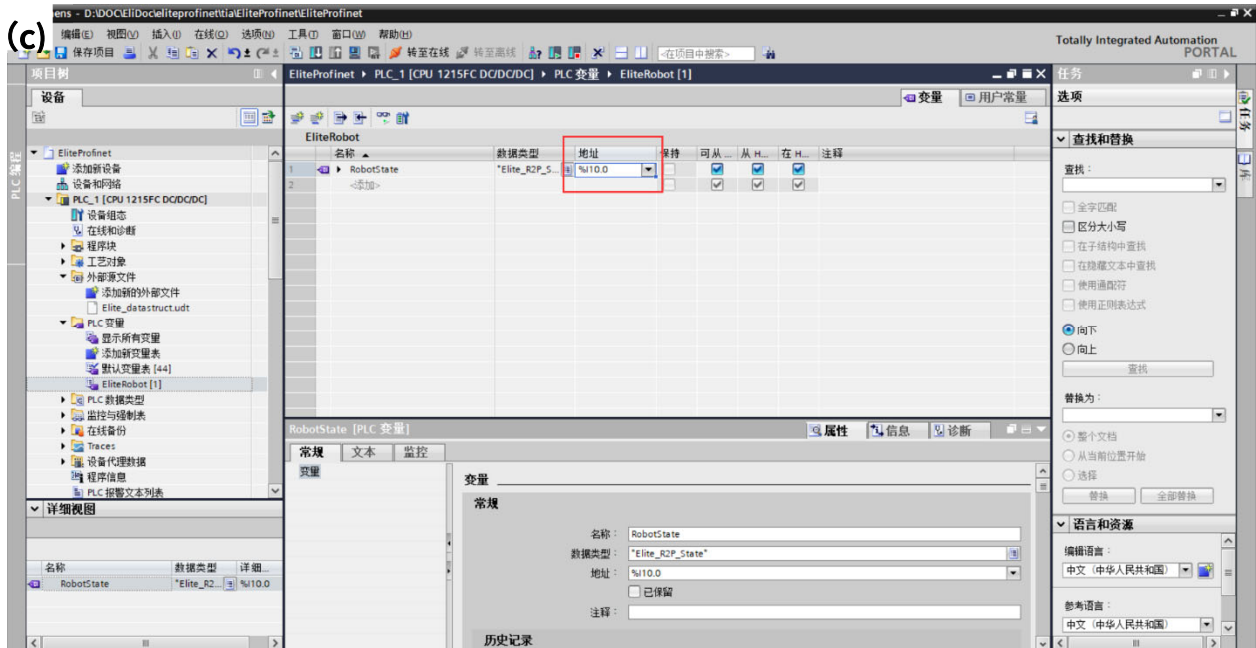 (c)
ens - D:\DOC\EliDoc\eliteprofinet\tia\EliteProfinet\EliteProfinet
编辑(E) 视图(V) 插入(I) 在线(O) 选项(N) 工具(T) 窗口(W) 帮助(H)
保存项目 转至在线 转至离线 <在项目中搜索>
Totally Integrated Automation
PORTAL
项目树
EliteProfinet ▸ PLC_1 [CPU 1215FC DC/DC/DC] ▸ PLC 变量 ▸ EliteRobot [1]
任务
设备
变量 用户常量
选项
EliteRobot
名称 数据类型 地址 保持 可从... 从 H... 在 H... 注释
1 RobotState "Elite_R2P_S... %I10.0
2 <添加>
PLC 编程
EliteProfinet
添加新设备
设备和网络
PLC_1 [CPU 1215FC DC/DC/DC]
设备组态
在线和诊断
程序块
工艺对象
外部源文件
添加新的外部文件
Elite_datastruct.udt
PLC 变量
显示所有变量
添加新变量表
默认变量表 [44]
EliteRobot [1]
PLC 数据类型
监控与强制表
在线备份
Traces
设备代理数据
程序信息
PLC 报警文本列表
详细视图
名称 数据类型 详细...
RobotState "Elite_R2... %I10.0
RobotState [PLC 变量]
属性 信息 诊断
常规 文本 监控
变量
变量
常规
名称: RobotState
数据类型: "Elite_R2P_State"
地址: %I10.0
已保留
注释:
历史记录
查找和替换
查找:
全字匹配
区分大小写
在子结构中查找
在隐藏文本中查找
使用通配符
使用正则表达式
向下
向上
查找
替换为:
整个文档
从当前位置开始
选择
替换 全部替换
语言和资源
编辑语言:
中文（中华人民共和国）
参考语言:
中文（中华人民共和国）
任务
库